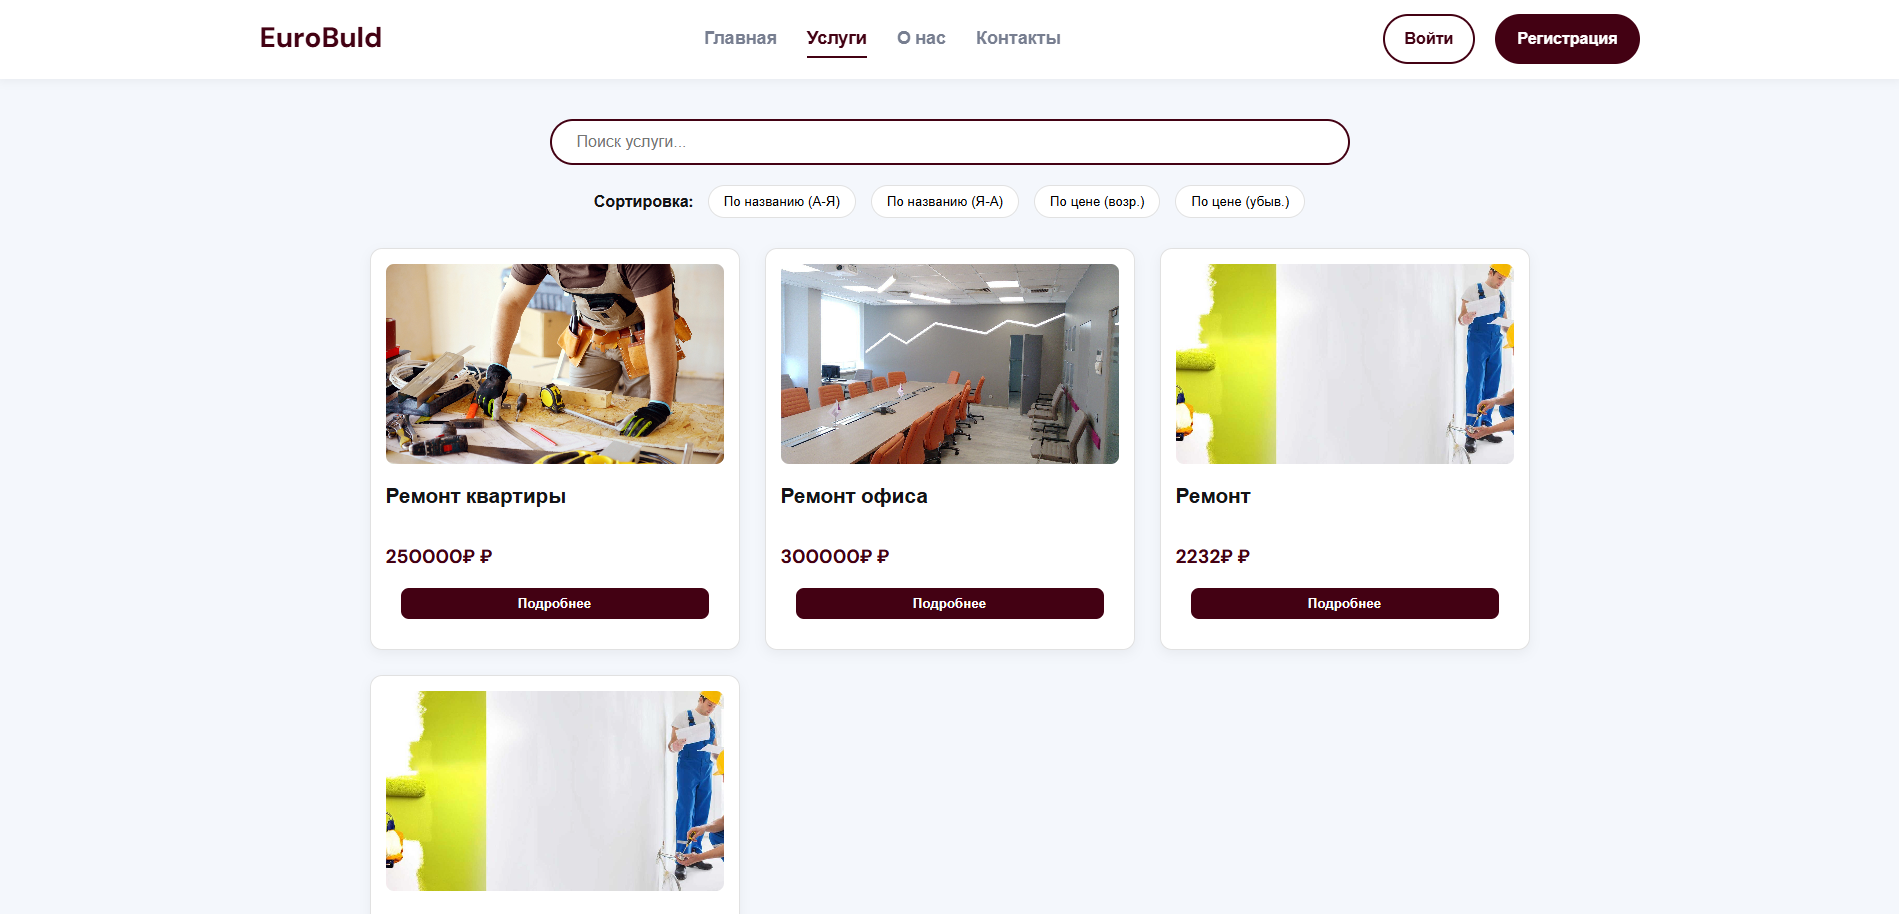 EuroBuld
Главная Услуги О нас Контакты
Войти Регистрация
Поиск услуги...
Сортировка: По названию (А-Я) По названию (Я-А) По цене (возр.) По цене (убыв.)
Ремонт квартиры
250000₽ ₽
Подробнее
Ремонт офиса
300000₽ ₽
Подробнее
Ремонт
2232₽ ₽
Подробнее